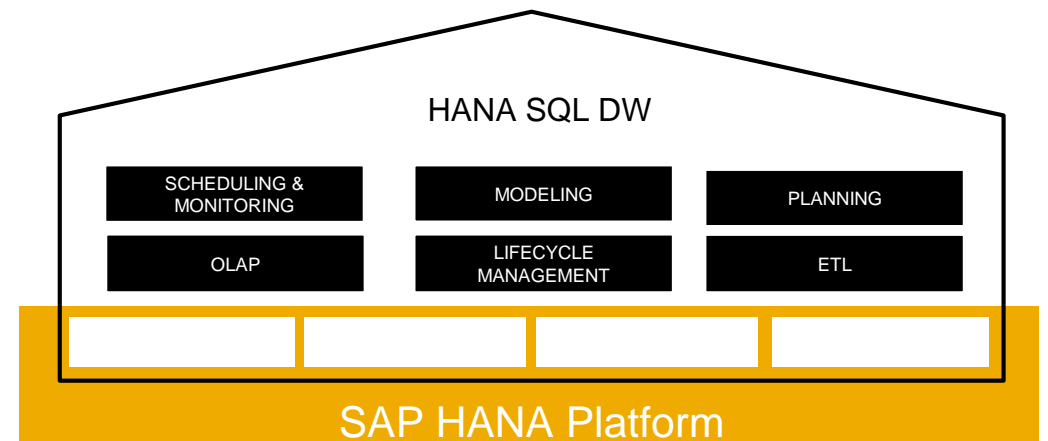 HANA SQL DW
SCHEDULING &
MONITORING
MODELING
PLANNING
OLAP
LIFECYCLE
MANAGEMENT
ETL
SAP HANA Platform